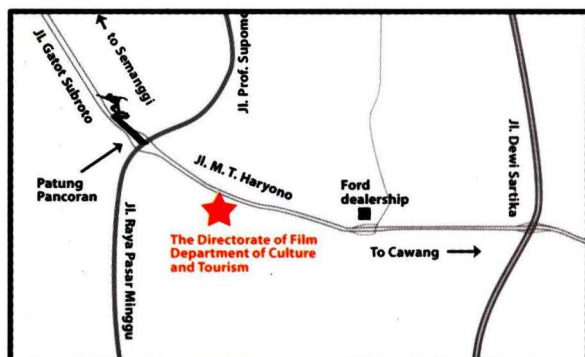 to Semanggi
Jl. Gatot Subroto
Jl. Prof. Supomo
Patung
Pancoran
Jl. M. T. Haryono
Jl. Dewi Sartika
Ford
dealership
Jl. Raya Pasar Minggu
The Directorate of Film
Department of Culture
and Tourism
To Cawang